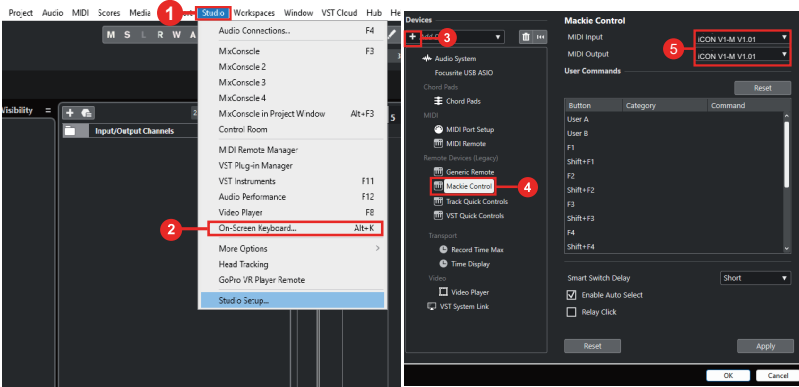 Project Audio MIDI Scores Media
1
Studio Workspaces Window VST Cloud Hub
M S L R W A
Audio Connections... F4
MixConsole F3
MixConsole 2
MixConsole 3
MixConsole 4
MixConsole in Project Window Alt+F3
Control Room
MIDI Remote Manager
VST Plug-in Manager
VST Instruments F11
Audio Performance F12
Video Player F8
2
On-Screen Keyboard... Alt+K
More Options >
Head Tracking
GoPro VR Player Remote
Studio Setup...
Visibility
Input/Output Channels
Devices
3
Audio System
Focusrite USB ASIO
Chord Pads
Chord Pads
MIDI
MIDI Port Setup
MIDI Remote
Remote Devices (Legacy)
Generic Remote
Mackie Control
4
Track Quick Controls
VST Quick Controls
Transport
Record Time Max
Time Display
Video
Video Player
VST System Link
Mackie Control
MIDI Input iCON V1-M V1.01
MIDI Output iCON V1-M V1.01
5
User Commands
Reset
Button Category Command
User A
User B
F1
Shift+F1
F2
Shift+F2
F3
Shift+F3
F4
Shift+F4
Smart Switch Delay Short
Enable Auto Select
Relay Click
Reset Apply
OK Cancel